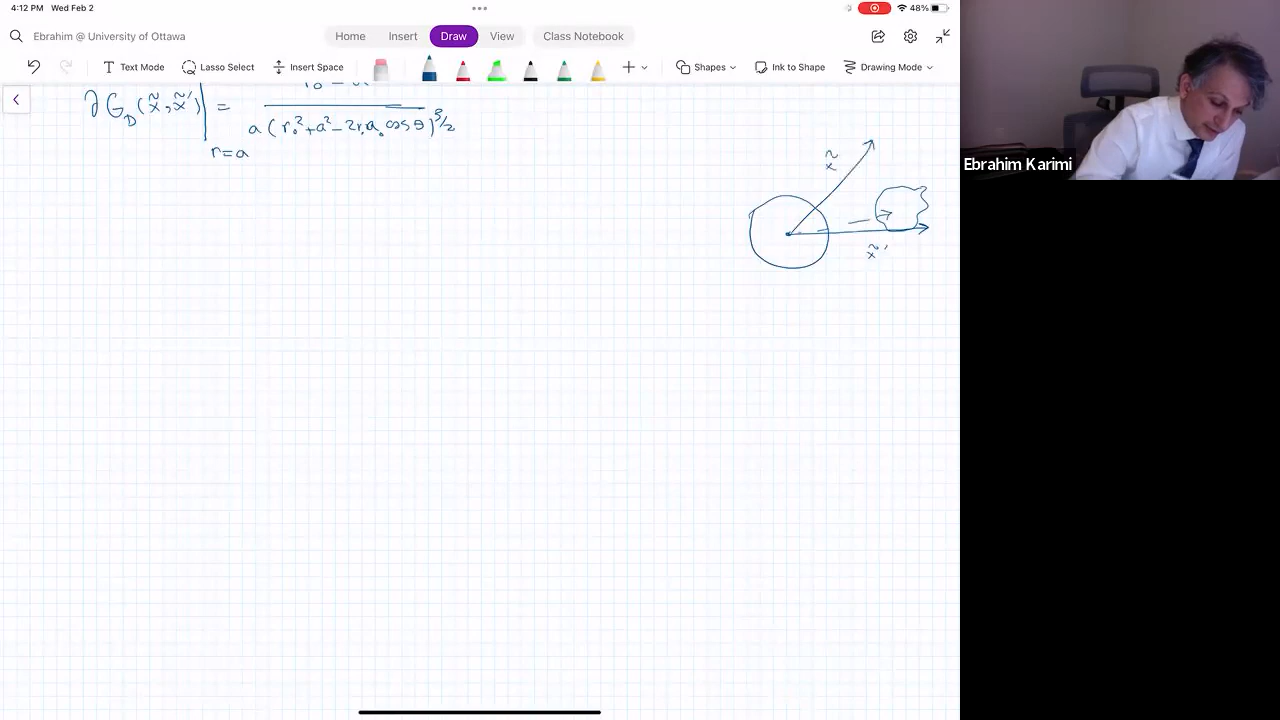 4:12 PM Wed Feb 2
48%
Ebrahim @ University of Ottawa
Home Insert Draw View Class Notebook
Text Mode Lasso Select Insert Space Shapes Ink to Shape Drawing Mode
∂G_D(x̃, x̃′)| =
a(r₀²+a²−2r₀a cosθ)^3/2
r=a
x̃
x̃′
Ebrahim Karimi